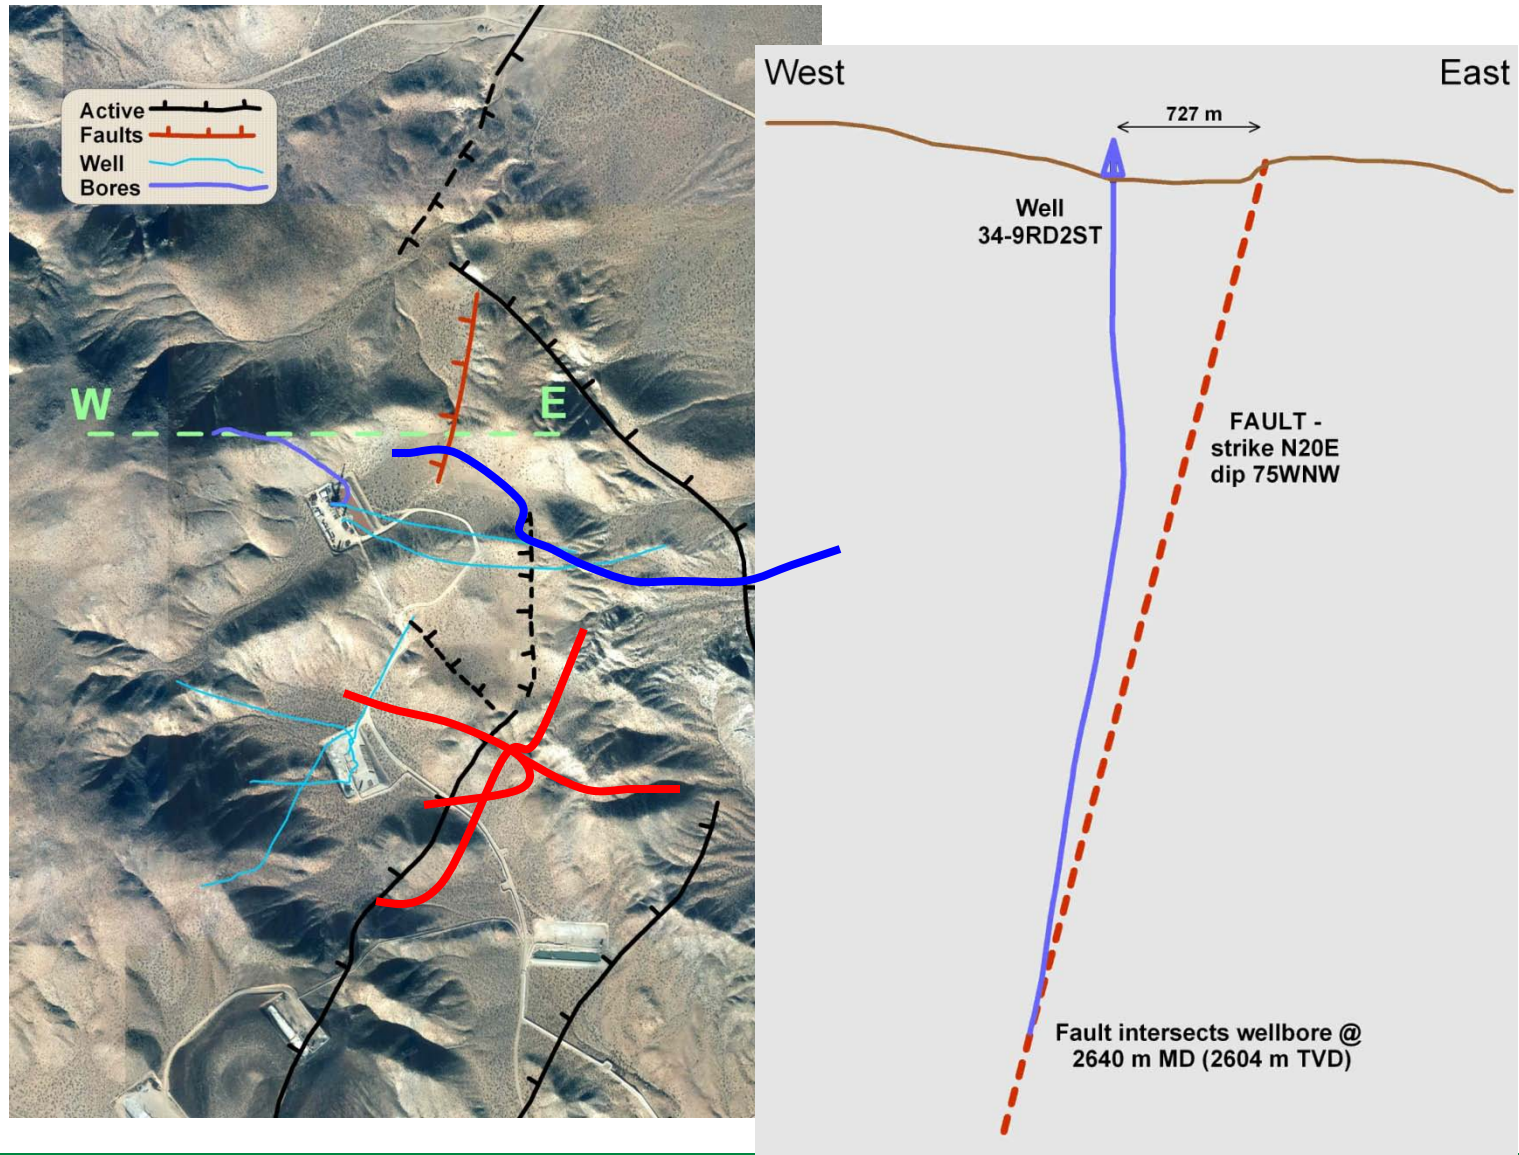 Active
Faults
Well
Bores
W
E
West
East
727 m
Well
34-9RD2ST
FAULT -
strike N20E
dip 75WNW
Fault intersects wellbore @
2640 m MD (2604 m TVD)